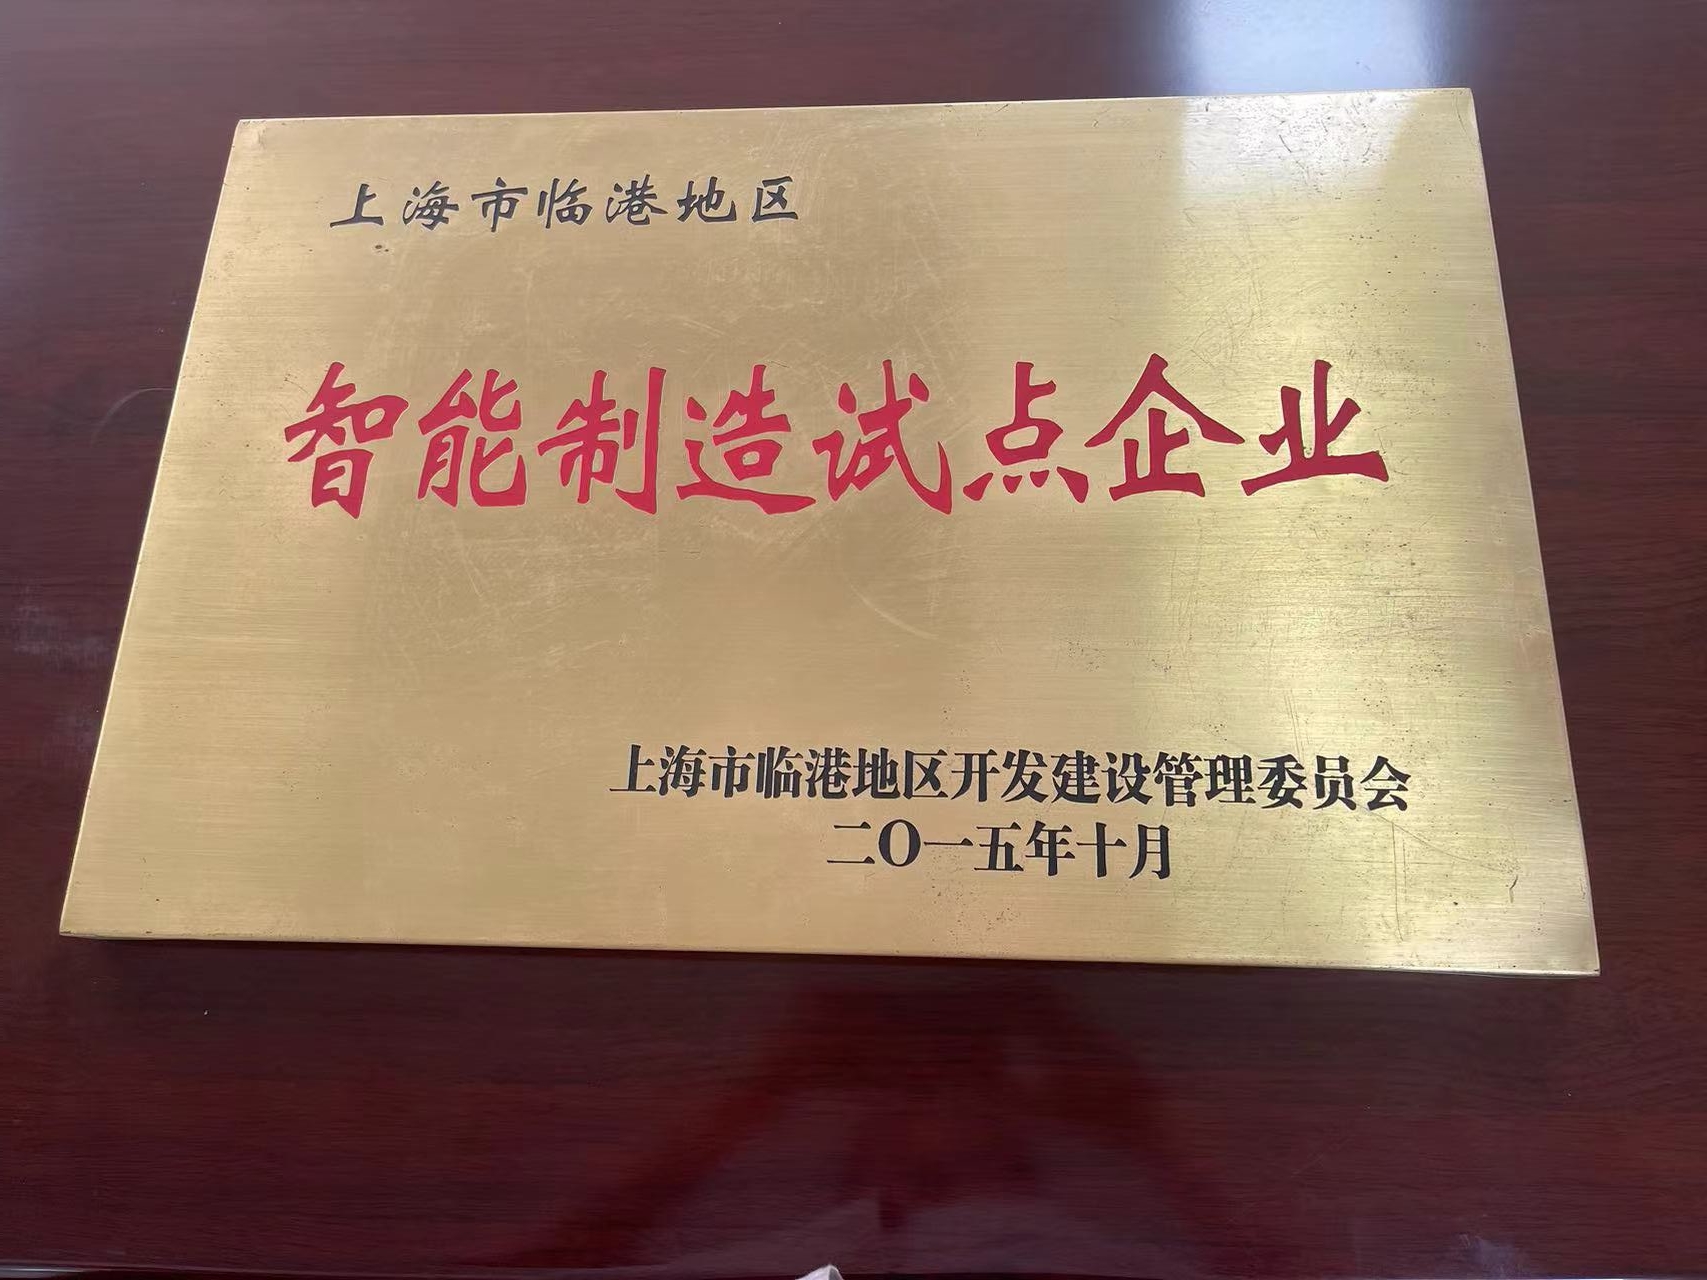 上海市临港地区
智能制造试点企业
上海市临港地区开发建设管理委员会
二〇一五年十月